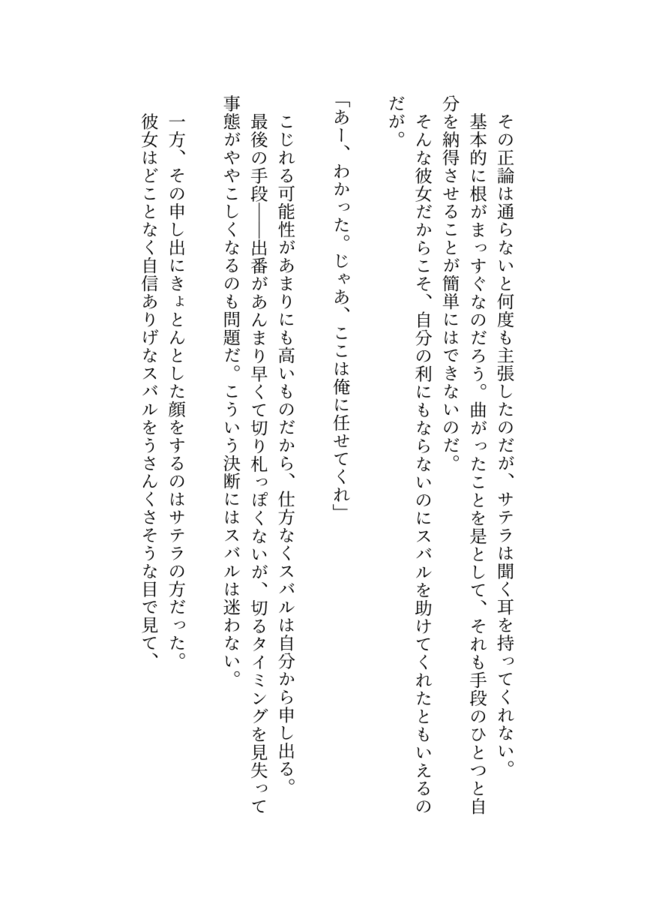 その正論は通らないと何度も主張したのだが、サテラは聞く耳を持ってくれない。
基本的に根がまっすぐなのだろう。曲がったことを是として、それも手段のひとつと自
分を納得させることが簡単にはできないのだ。
そんな彼女だからこそ、自分の利にもならないのにスバルを助けてくれたともいえるの
だが。
「あー、わかった。じゃあ、ここは俺に任せてくれ」
こじれる可能性があまりにも高いものだから、仕方なくスバルは自分から申し出る。
最後の手段――出番があんまり早くて切り札っぽくないが、切るタイミングを見失って
事態がややこしくなるのも問題だ。こういう決断にはスバルは迷わない。
一方、その申し出にきょとんとした顔をするのはサテラの方だった。
彼女はどことなく自信ありげなスバルをうさんくさそうな目で見て、